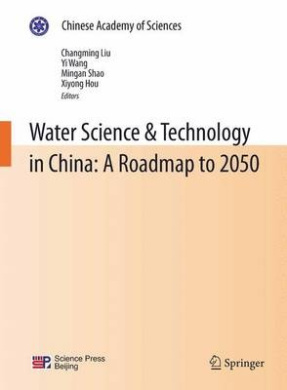 Chinese Academy of Sciences
Changming Liu
Yi Wang
Mingan Shao
Xiyong Hou
Editors
Water Science & Technology
in China: A Roadmap to 2050
Science Press
Beijing
Springer